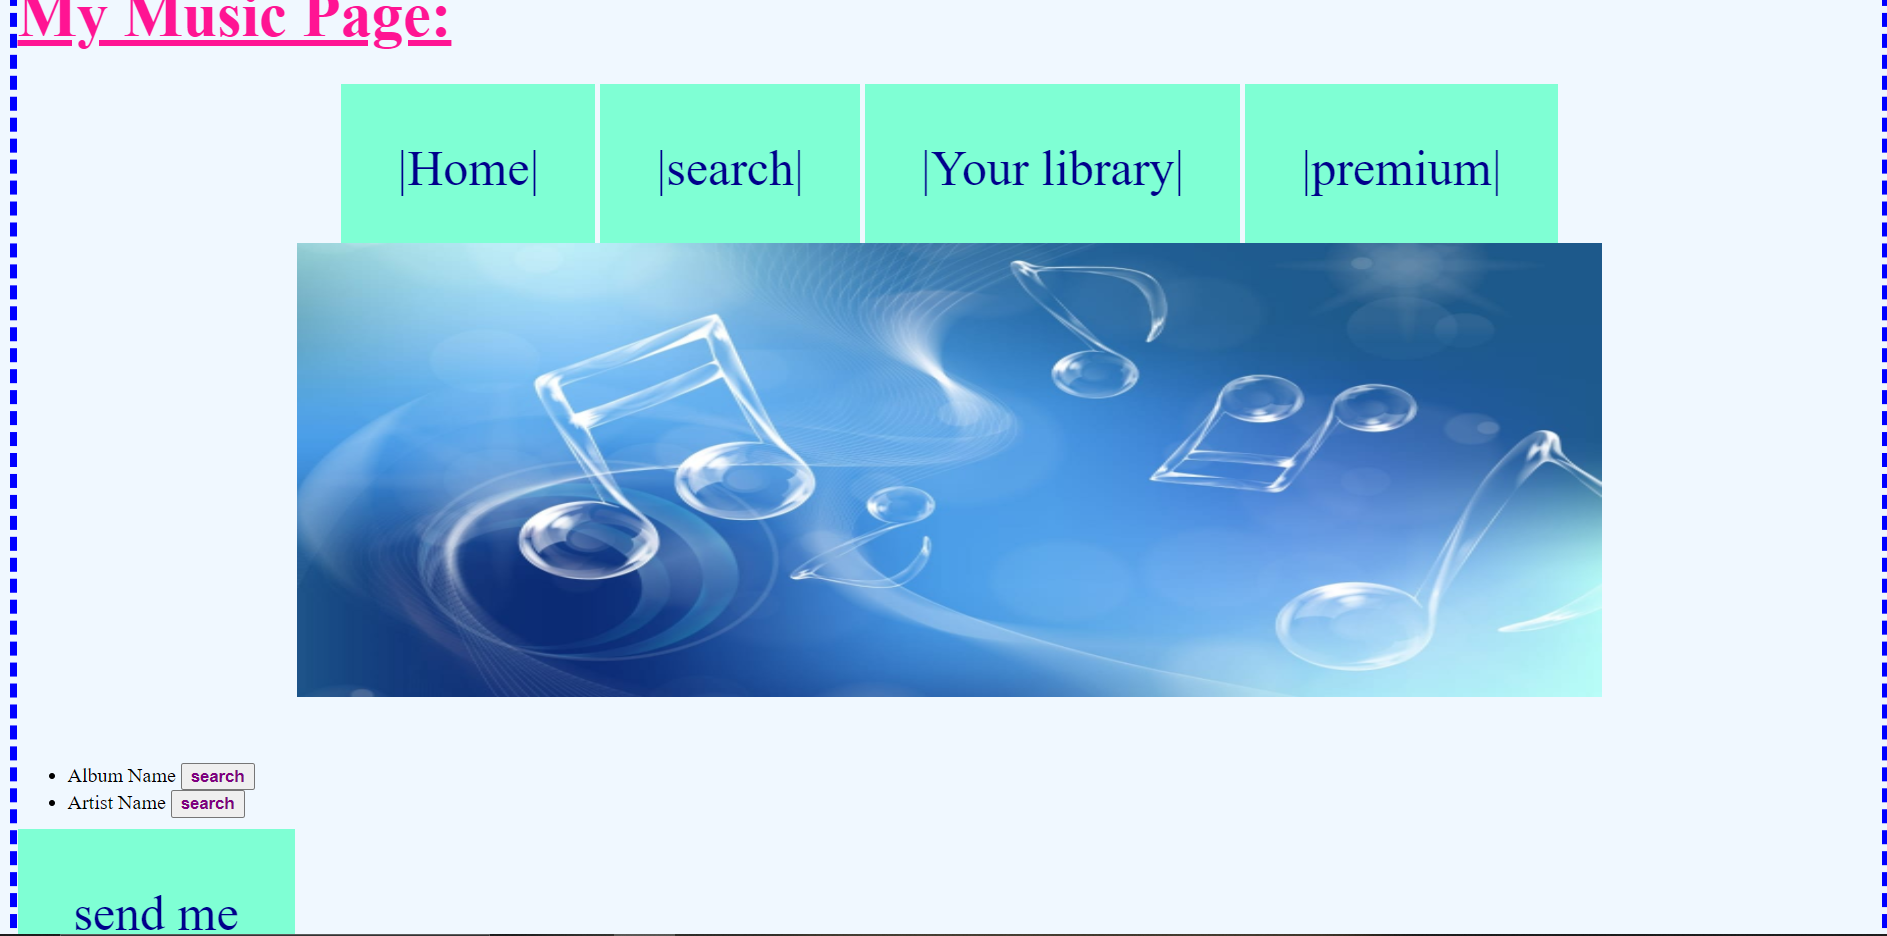 My Music Page:
|Home| |search| |Your library| |premium|
Album Name search
Artist Name search
send me